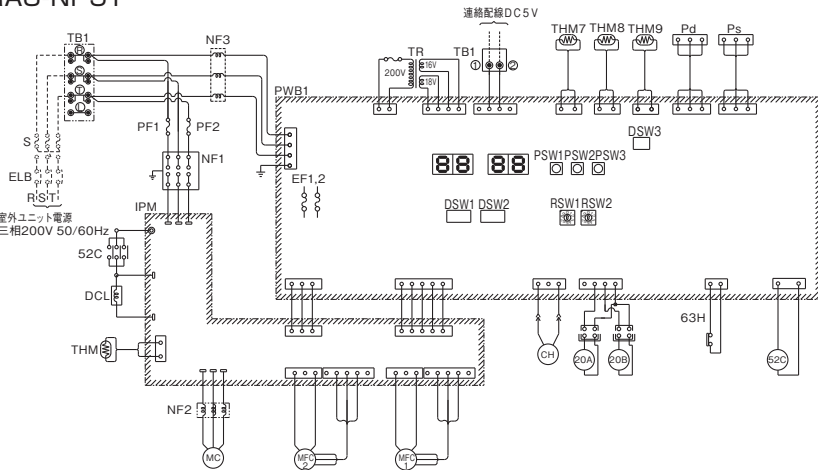 連絡配線DC5V
TB1
NF3
TR
16V
200V
18V
TB1
①
②
THM7
THM8
THM9
Pd
Ps
R
S
T
PWB1
PF1
PF2
DSW3
S
NF1
88
88
PSW1PSW2PSW3
ELB
EF1,2
DSW1
DSW2
RSW1
RSW2
RST
IPM
室外ユニット電源
三相200V 50/60Hz
52C
DCL
63H
THM
CH
20A
20B
52C
NF2
MC
MFC
2
MFC
1